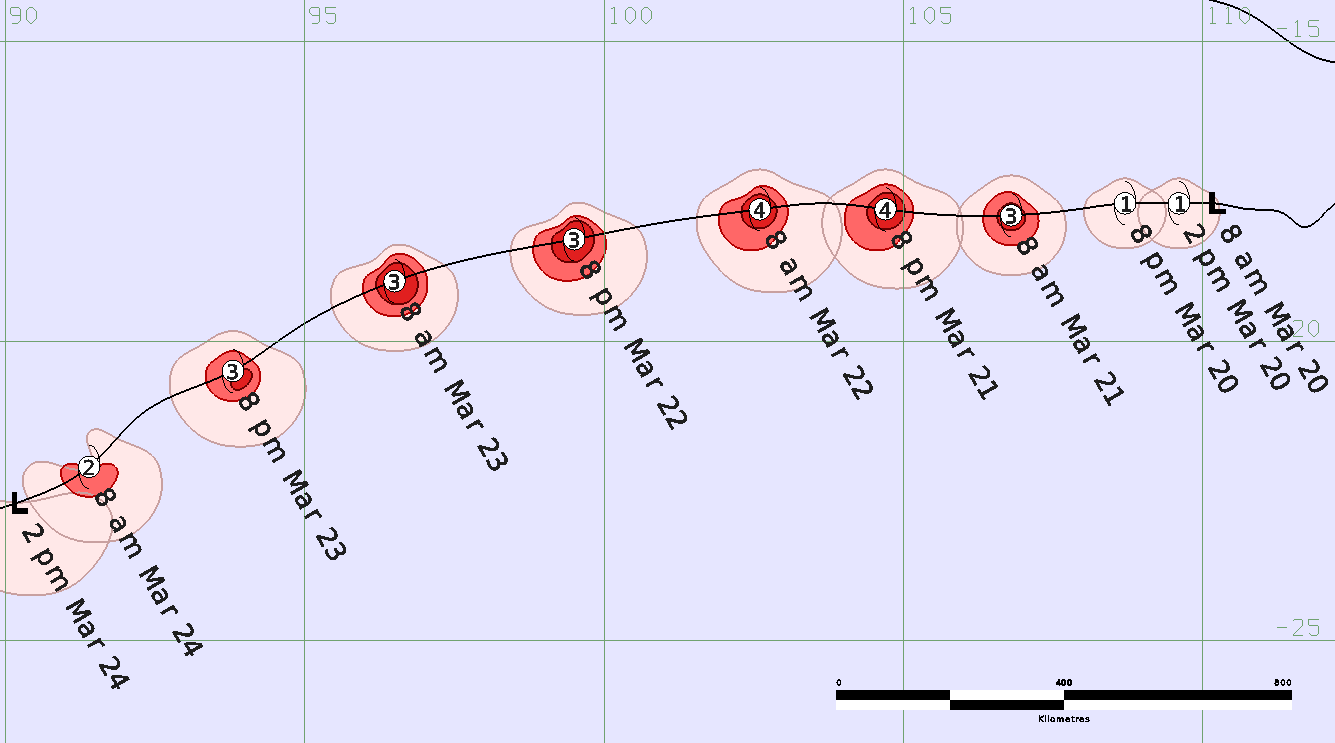 90
95
100
105
110
-15
4
4
3
1
1
L
3
3
8 am Mar 20
2 pm Mar 20
8 pm Mar 20
8 am Mar 21
8 pm Mar 21
8 am Mar 22
8 pm Mar 22
-20
3
8 am Mar 23
8 pm Mar 23
2
L
8 am Mar 24
2 pm Mar 24
-25
0 400 800
Kilometres